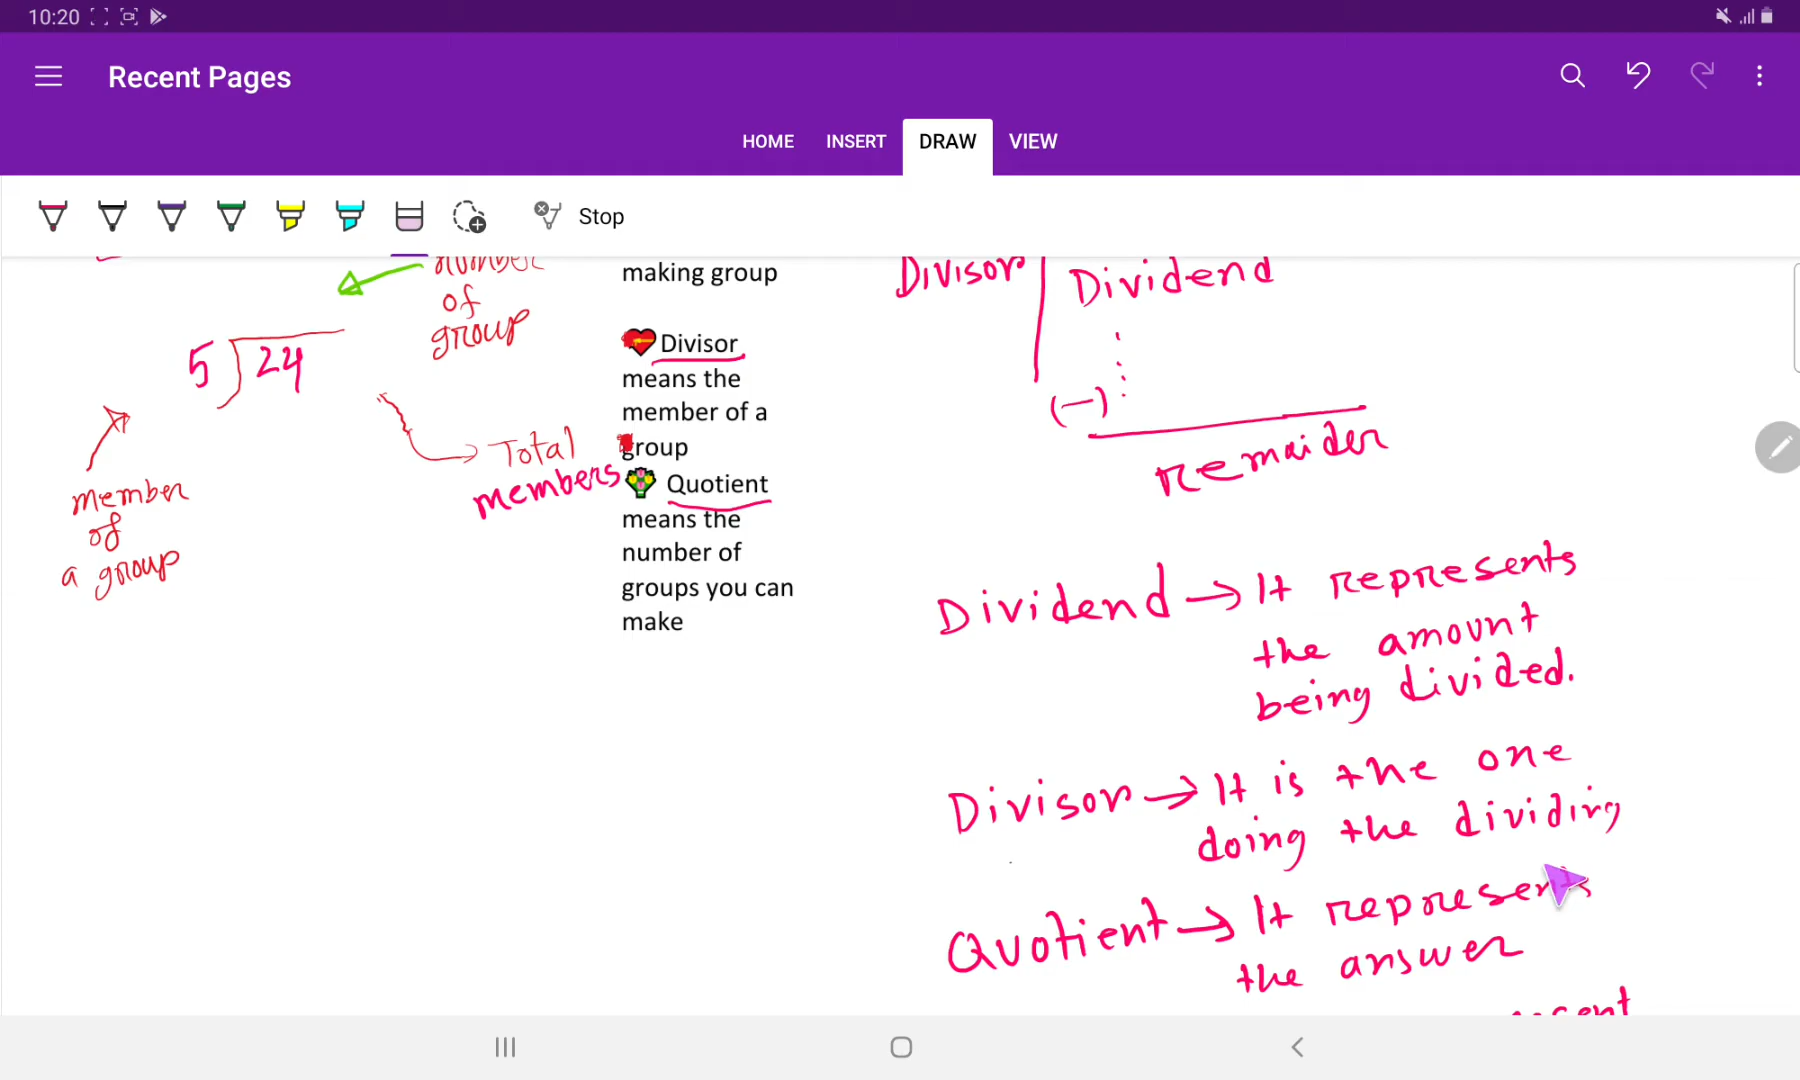 10:20
Recent Pages
HOME INSERT DRAW VIEW
Stop
number
of
group
5 24
Total
members
member
of
a group
making group
Divisor
means the
member of a
group
Quotient
means the
number of
groups you can
make
Divisor Dividend
(-)
Remaider
Dividend → It represents
the amount
being divided.
Divisor → It is the one
doing the dividing
Quotient → It represents
the answer